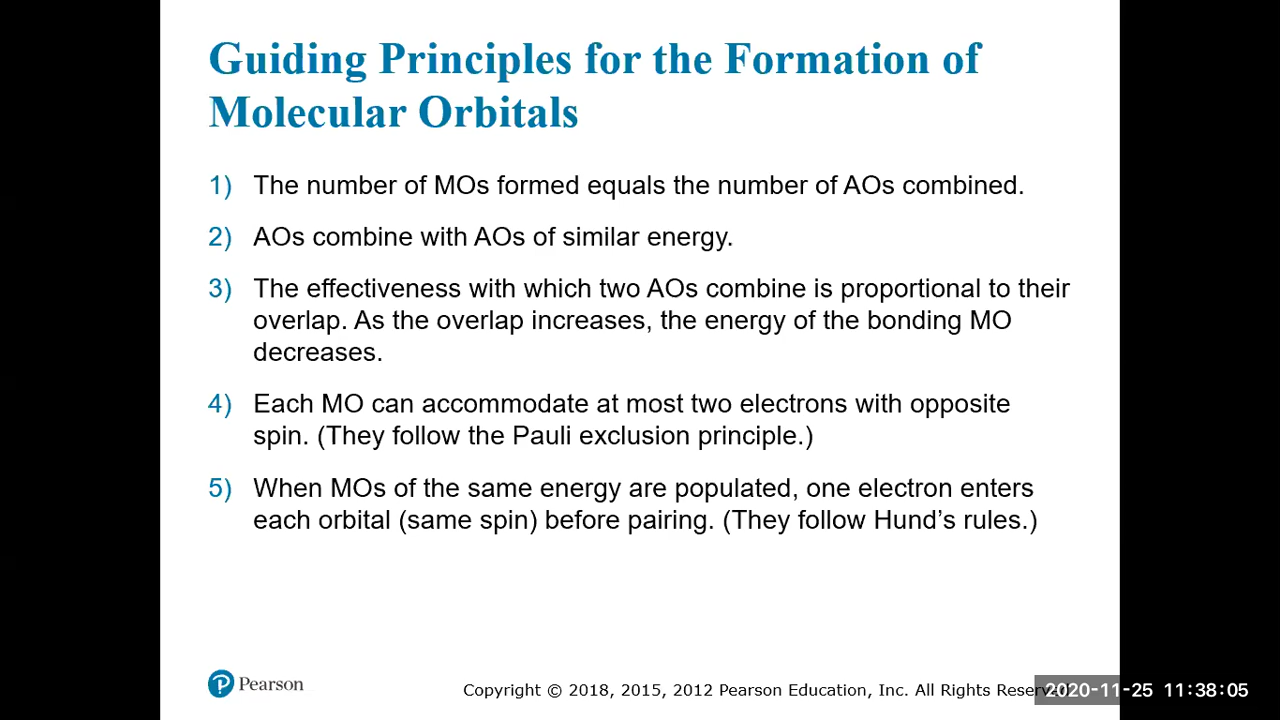 Guiding Principles for the Formation of
Molecular Orbitals
1) The number of MOs formed equals the number of AOs combined.
2) AOs combine with AOs of similar energy.
3) The effectiveness with which two AOs combine is proportional to their
overlap. As the overlap increases, the energy of the bonding MO
decreases.
4) Each MO can accommodate at most two electrons with opposite
spin. (They follow the Pauli exclusion principle.)
5) When MOs of the same energy are populated, one electron enters
each orbital (same spin) before pairing. (They follow Hund’s rules.)
P Pearson
Copyright © 2018, 2015, 2012 Pearson Education, Inc. All Rights Reserved
2020-11-25 11:38:05